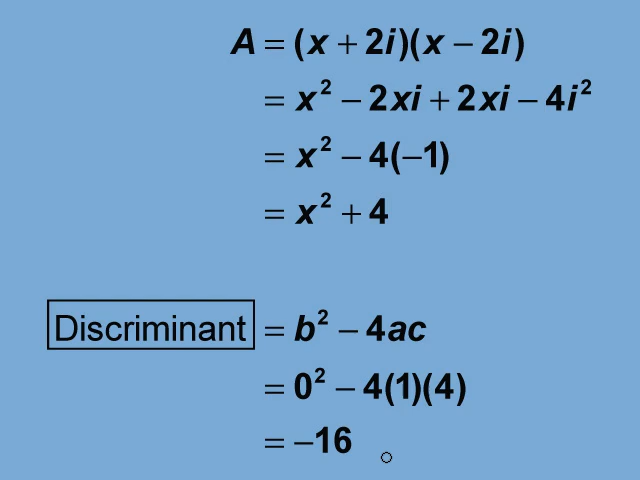 A = (x + 2i)(x − 2i)
= x² − 2xi + 2xi − 4i²
= x² − 4(−1)
= x² + 4
Discriminant = b² − 4ac
= 0² − 4(1)(4)
= −16